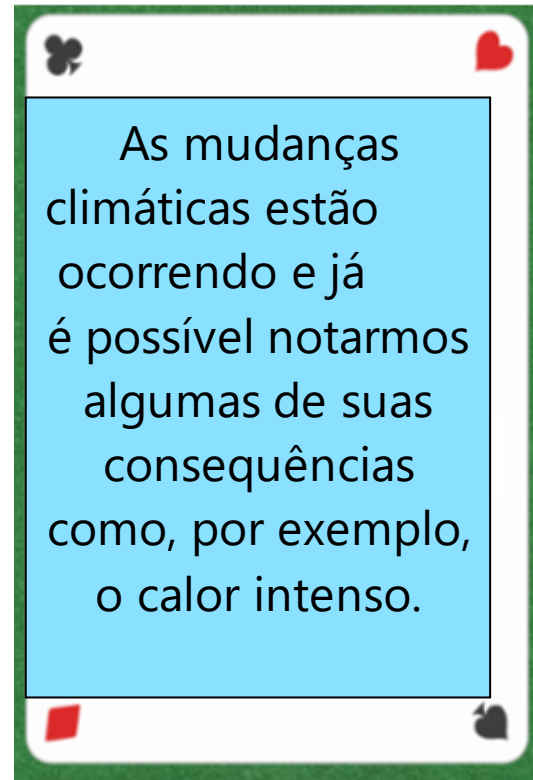 As mudanças
climáticas estão
ocorrendo e já
é possível notarmos
algumas de suas
consequências
como, por exemplo,
o calor intenso.